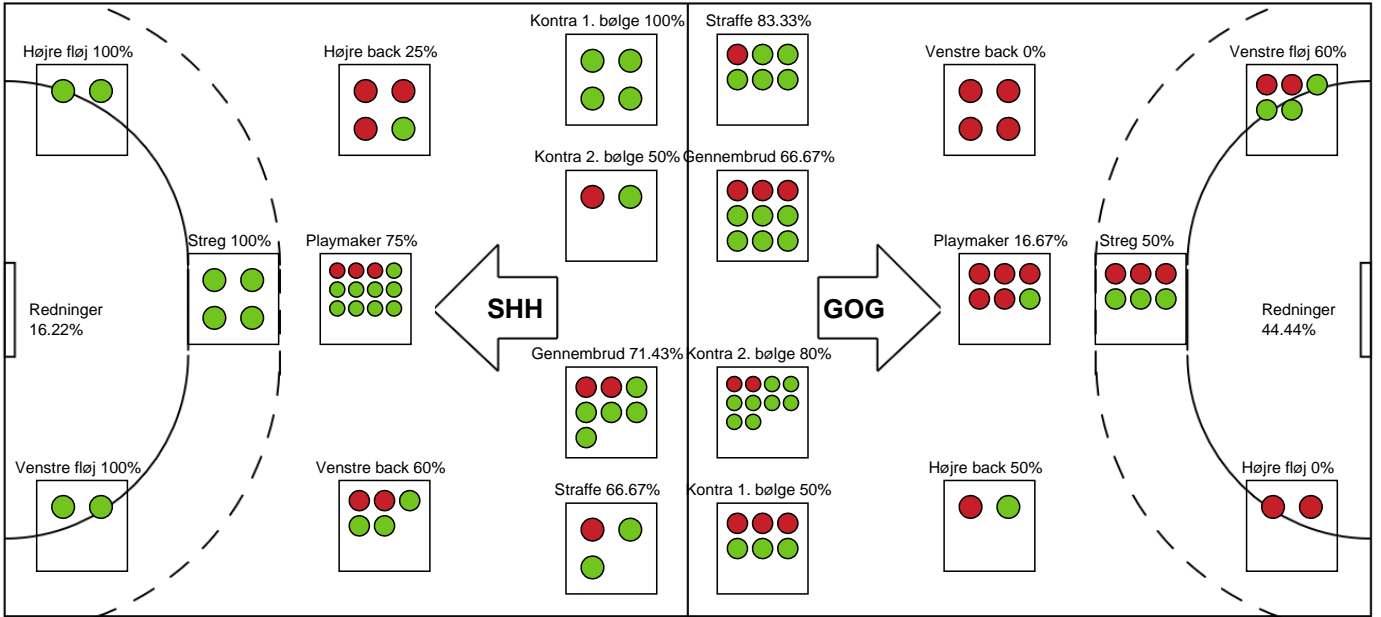 Kontra 1. bølge 100%
Straffe 83.33%
Højre fløj 100%
Højre back 25%
Venstre back 0%
Venstre fløj 60%
Kontra 2. bølge 50%
Gennembrud 66.67%
Streg 100%
Playmaker 75%
Playmaker 16.67%
Streg 50%
Redninger
16.22%
SHH
GOG
Redninger
44.44%
Gennembrud 71.43%
Kontra 2. bølge 80%
Venstre fløj 100%
Venstre back 60%
Højre back 50%
Højre fløj 0%
Straffe 66.67%
Kontra 1. bølge 50%